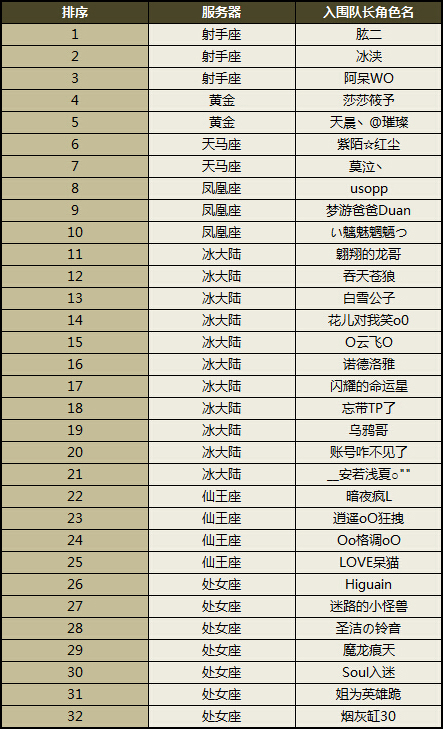 排序 服务器 入围队长角色名
1 射手座 胘二
2 射手座 冰渎
3 射手座 阿呆WO
4 黄金 莎莎筱予
5 黄金 天晨丶@璀璨
6 天马座 紫陌☆红尘
7 天马座 莫泣丶
8 凤凰座 usopp
9 凤凰座 梦游爸爸Duan
10 凤凰座 い魑魅魍魉つ
11 冰大陆 翱翔的龙哥
12 冰大陆 吞天苍狼
13 冰大陆 白雪公子
14 冰大陆 花儿对我笑o0
15 冰大陆 O云飞O
16 冰大陆 诺德洛雅
17 冰大陆 闪耀的命运星
18 冰大陆 忘带TP了
19 冰大陆 乌鸦哥
20 冰大陆 账号咋不见了
21 冰大陆 __安若浅夏○""
22 仙王座 暗夜疯L
23 仙王座 逍遥oO狂拽
24 仙王座 Oo格调oO
25 仙王座 LOVE呆猫
26 处女座 Higuain
27 处女座 迷路的小怪兽
28 处女座 圣洁の铃音
29 处女座 魔龙痕天
30 处女座 Soul入迷
31 处女座 姐为英雄跪
32 处女座 烟灰缸30